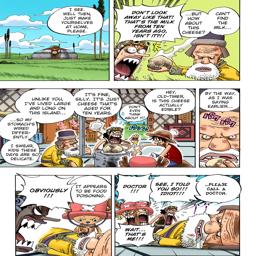 I SEE.
WELL THEN,
JUST MAKE
YOURSELVES
AT HOME,
PLEASE.
DON'T LOOK
AWAY LIKE THAT!
THAT'S THE MILK
FROM TEN
YEARS AGO,
ISN'T IT?!!
...BUT
HOW ABOUT
THIS
CHEESE?
CAN'T
FIND THE
MILK...
BY THE
WAY, AS I
WAS
SAYING
EARLIER...
HEY,
OLD-TIMER,
IS THIS CHEESE
ACTUALLY
EDIBLE?
DON'T
EVEN
THINK
ABOUT
IT!
IT'S FINE,
SILLY. IT'S JUST
CHEESE THAT'S
AGED FOR
TEN YEARS.
UNLIKE YOU
I'VE LIVED LARGE
AND LONG
ON THIS
ISLAND...
...SO MY
STOMACH'S
WIRED
DIFFER-
ENTLY.
I SWEAR,
KIDS THESE
DAYS ARE SO
DELICATE.
...PLEASE
CALL A
DOCTOR.
SEE, I TOLD
YOU SO!!!
IDIOT!!!
DOCTOR
!!!
WAIT...
THAT'S
ME!!!
IT APPEARS
TO BE FOOD
POISONING.
OBVIOUSLY
!!!